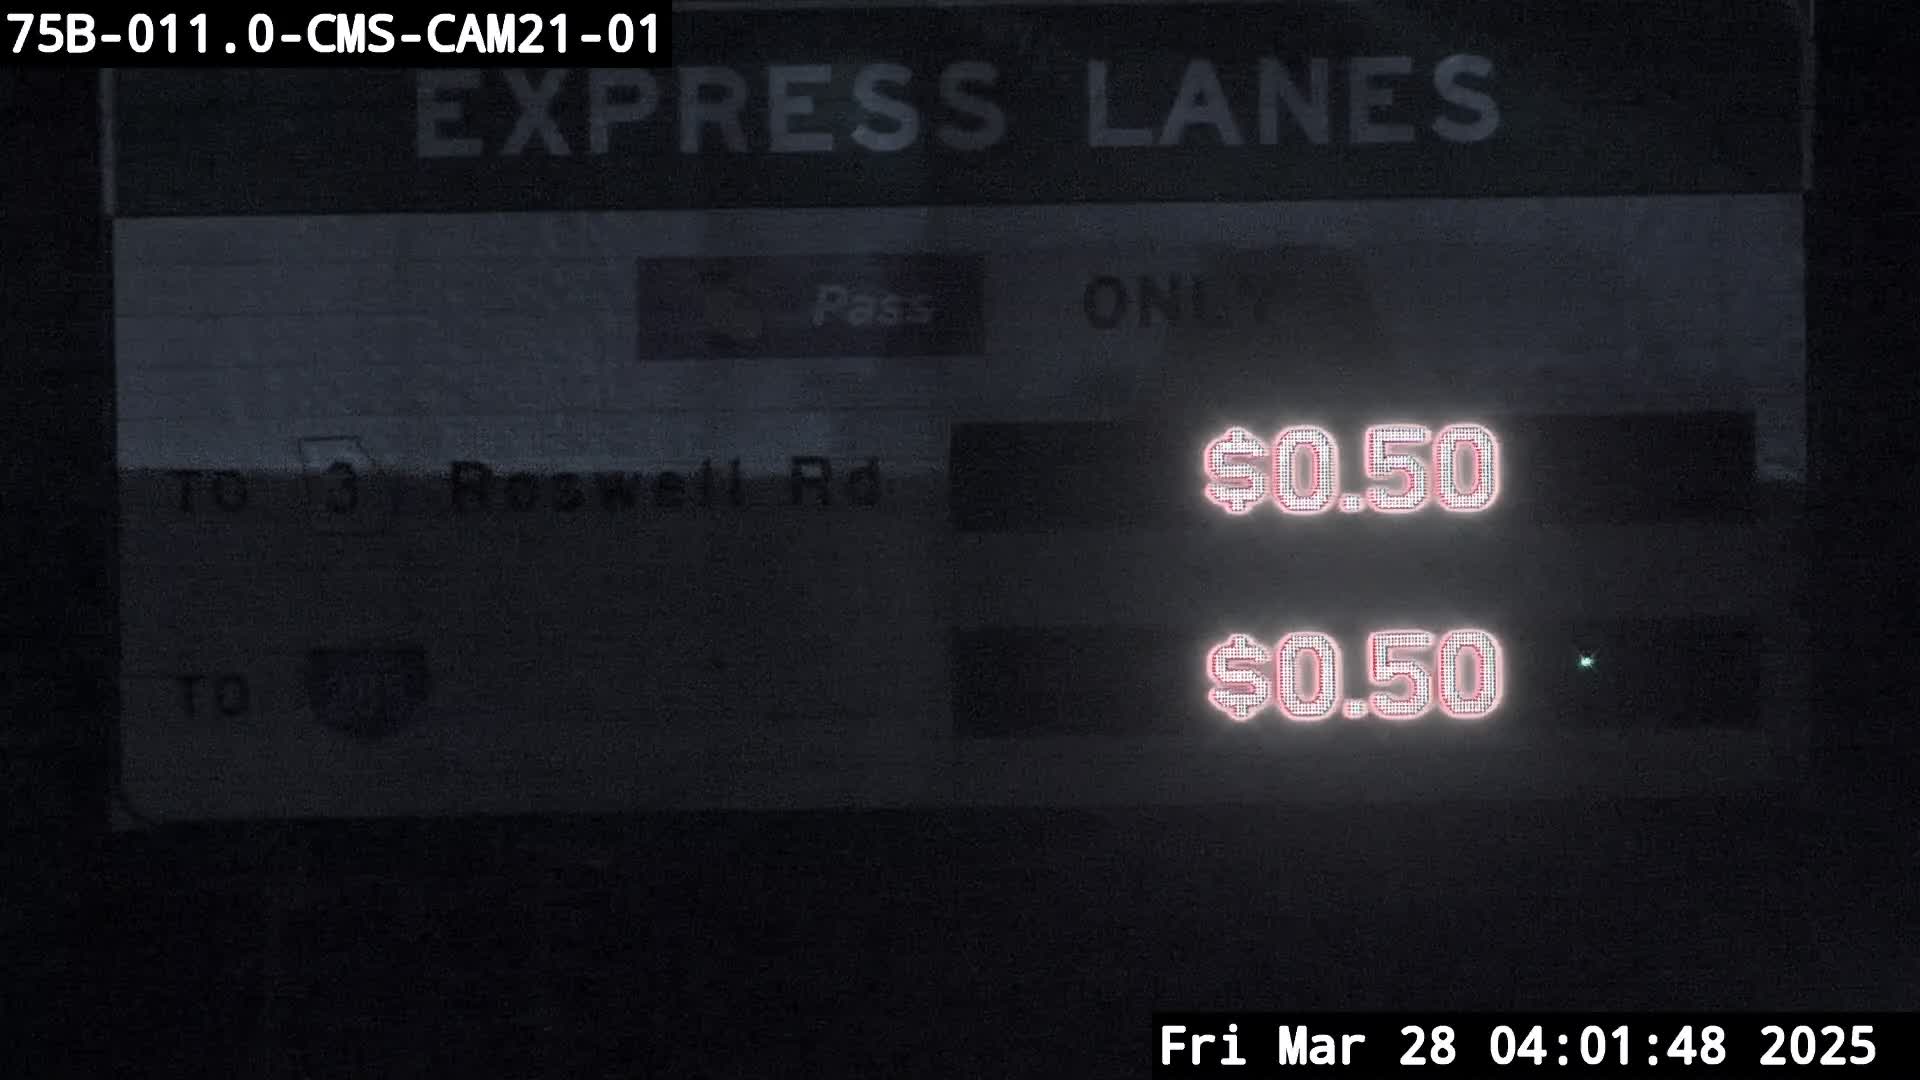 75B-011.0-CMS-CAM21-01
EXPRESS LANES
Pass ONLY
TO 3 Roswell Rd $0.50
TO $0.50
Fri Mar 28 04:01:48 2025